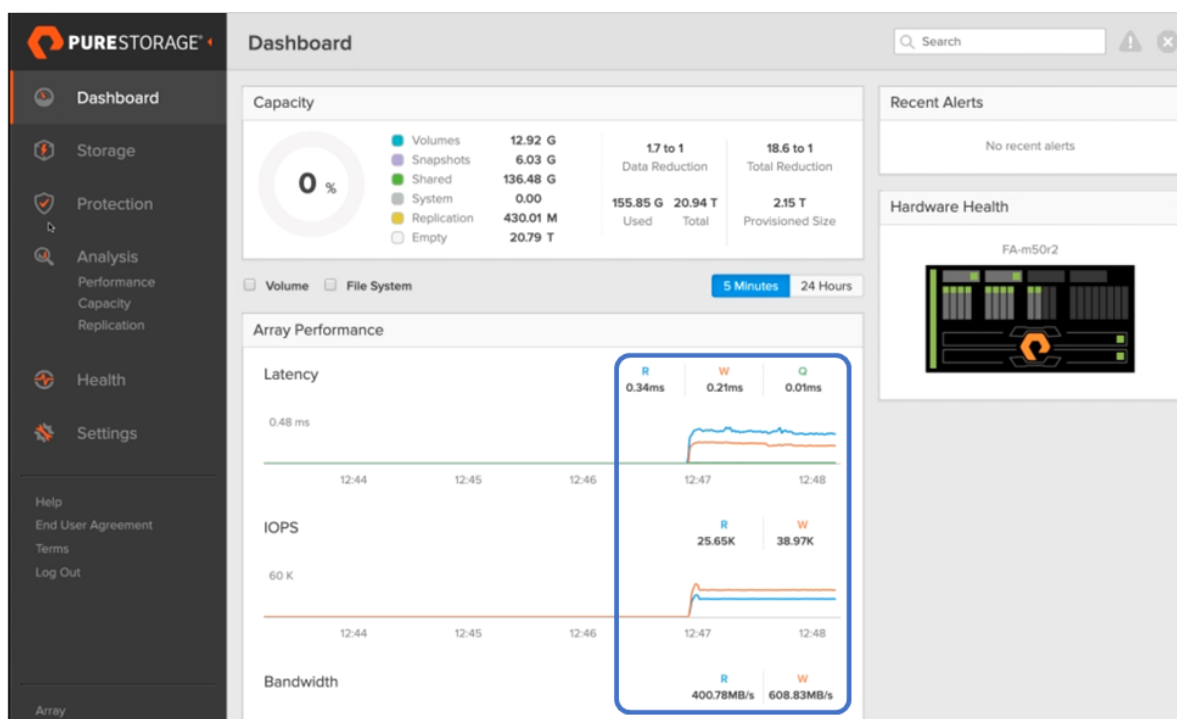 PURESTORAGE®
Dashboard
Storage
Protection
Analysis
Performance
Capacity
Replication
Health
Settings
Help
End User Agreement
Terms
Log Out
Array
Dashboard
Search
Capacity
0 %
Volumes 12.92 G
Snapshots 6.03 G
Shared 136.48 G
System 0.00
Replication 430.01 M
Empty 20.79 T
1.7 to 1
Data Reduction
18.6 to 1
Total Reduction
155.85 G 20.94 T
Used Total
2.15 T
Provisioned Size
Volume File System
5 Minutes 24 Hours
Array Performance
Latency
R W Q
0.34ms 0.21ms 0.01ms
0.48 ms
12:44 12:45 12:46 12:47 12:48
IOPS
R W
25.65K 38.97K
60 K
12:44 12:45 12:46 12:47 12:48
Bandwidth
R W
400.78MB/s 608.83MB/s
Recent Alerts
No recent alerts
Hardware Health
FA-m50r2